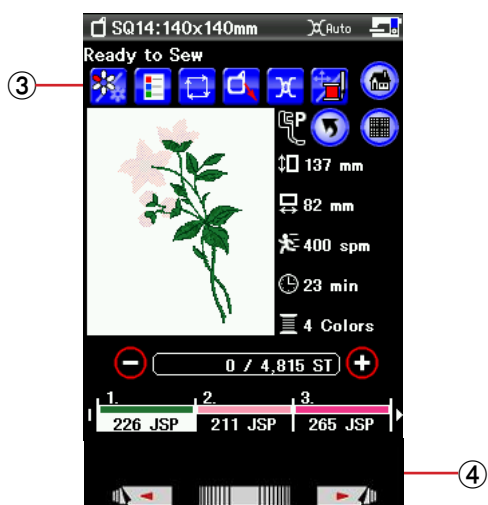 SQ14:140x140mm Auto
Ready to Sew
③
P
137 mm
82 mm
400 spm
23 min
4 Colors
0 / 4,815 ST
1. 2. 3.
226 JSP 211 JSP 265 JSP
④